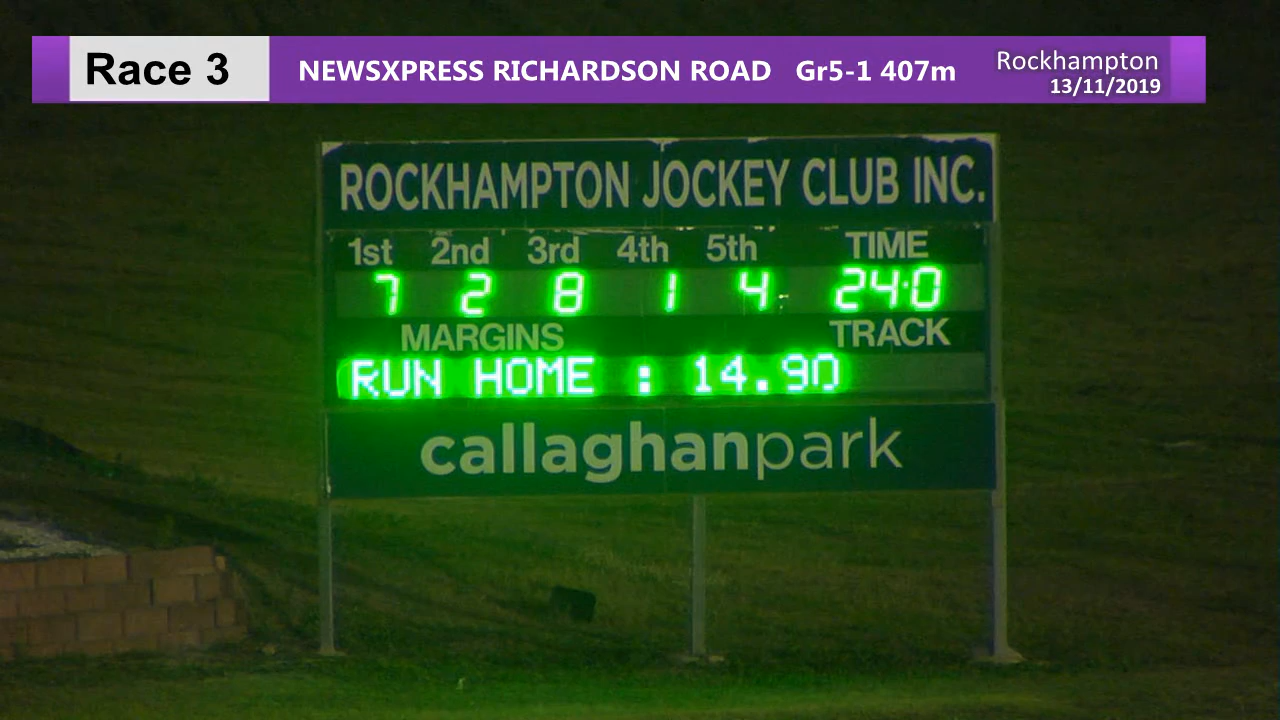 Race 3 NEWSXPRESS RICHARDSON ROAD Gr5-1 407m Rockhampton
13/11/2019
ROCKHAMPTON JOCKEY CLUB INC.
1st 2nd 3rd 4th 5th TIME
7 2 8 1 4 24.0
MARGINS TRACK
RUN HOME : 14.90
callaghanpark